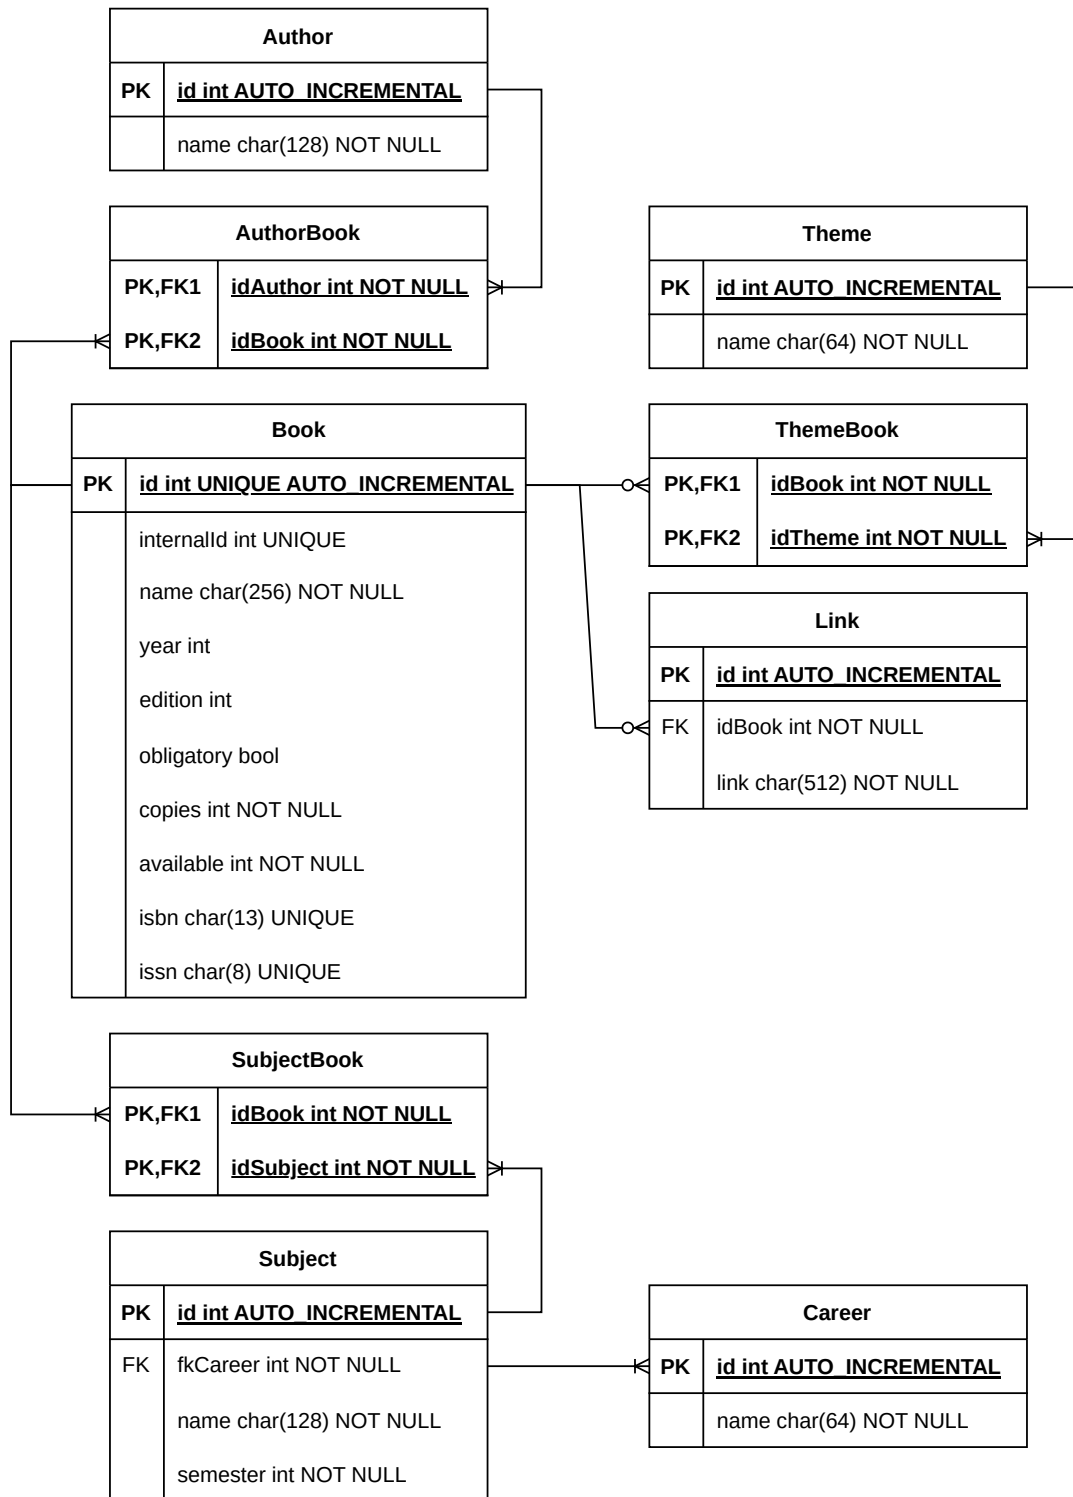 Author
PK id int AUTO_INCREMENTAL
name char(128) NOT NULL
AuthorBook
PK,FK1 idAuthor int NOT NULL
PK,FK2 idBook int NOT NULL
Theme
PK id int AUTO_INCREMENTAL
name char(64) NOT NULL
Book
PK id int UNIQUE AUTO_INCREMENTAL
internalId int UNIQUE
name char(256) NOT NULL
year int
edition int
obligatory bool
copies int NOT NULL
available int NOT NULL
isbn char(13) UNIQUE
issn char(8) UNIQUE
ThemeBook
PK,FK1 idBook int NOT NULL
PK,FK2 idTheme int NOT NULL
Link
PK id int AUTO_INCREMENTAL
FK idBook int NOT NULL
link char(512) NOT NULL
SubjectBook
PK,FK1 idBook int NOT NULL
PK,FK2 idSubject int NOT NULL
Subject
PK id int AUTO_INCREMENTAL
FK fkCareer int NOT NULL
name char(128) NOT NULL
semester int NOT NULL
Career
PK id int AUTO_INCREMENTAL
name char(64) NOT NULL